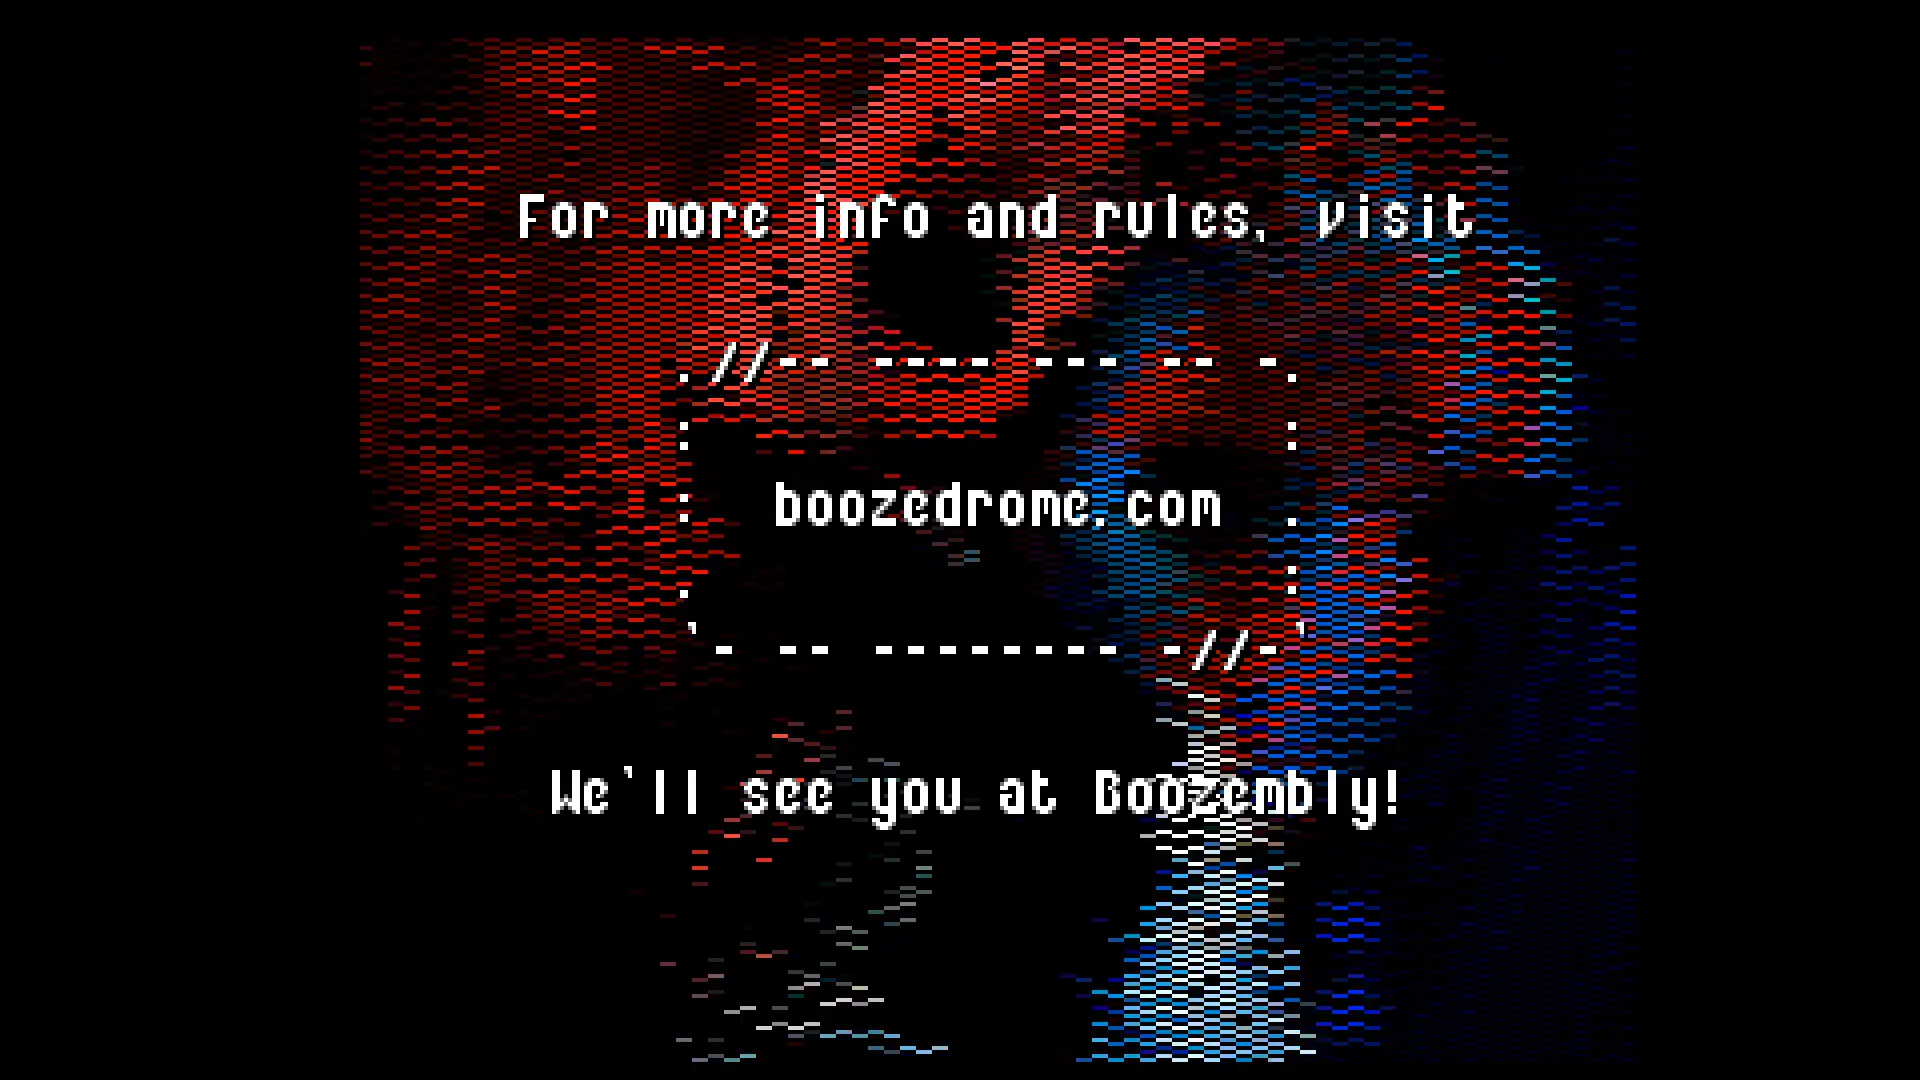 For more info and rules, visit
boozedrome.com
We'll see you at Boozembly!